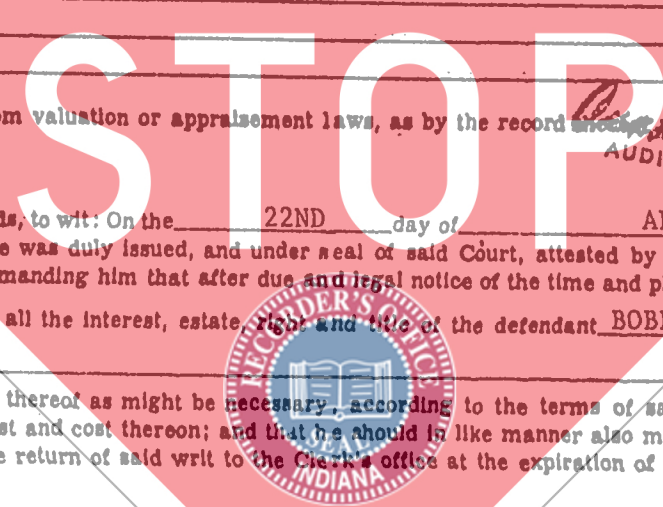 STOP
om valuation or appraisement laws, as by the record
AUDI
ds, to wit: On the 22ND day of A
e was duly issued, and under seal of said Court, attested by
manding him that after due and legal notice of the time and p
all the interest, estate, right and title of the defendant BOB
RECORDER'S OFFICE
SEAL
INDIANA
thereof as might be necessary, according to the terms of sa
st and cost thereon; and that he should in like manner also m
e return of said writ to the Clerk's office at the expiration of